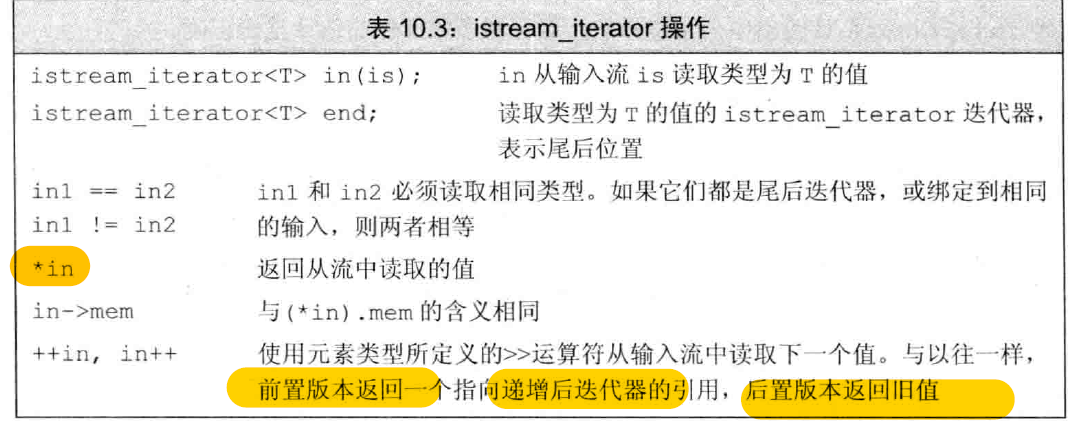 表 10.3：istream_iterator 操作
istream_iterator<T> in(is); in 从输入流 is 读取类型为 T 的值
istream_iterator<T> end; 读取类型为 T 的值的 istream_iterator 迭代器，
表示尾后位置
in1 == in2 in1 和 in2 必须读取相同类型。如果它们都是尾后迭代器，或绑定到相同
in1 != in2 的输入，则两者相等
*in 返回从流中读取的值
in->mem 与(*in).mem 的含义相同
++in, in++ 使用元素类型所定义的>>运算符从输入流中读取下一个值。与以往一样，
前置版本返回一个指向递增后迭代器的引用，后置版本返回旧值